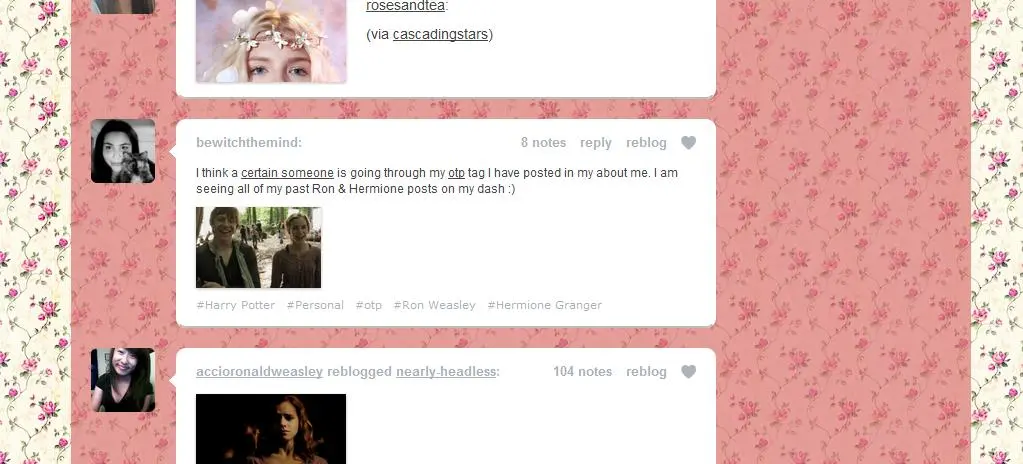 rosesandtea:
(via cascadingstars)
bewitchthemind:
8 notes reply reblog
I think a certain someone is going through my otp tag I have posted in my about me. I am
seeing all of my past Ron & Hermione posts on my dash :)
#Harry Potter #Personal #otp #Ron Weasley #Hermione Granger
accioronaldweasley reblogged nearly-headless:
104 notes reply reblog